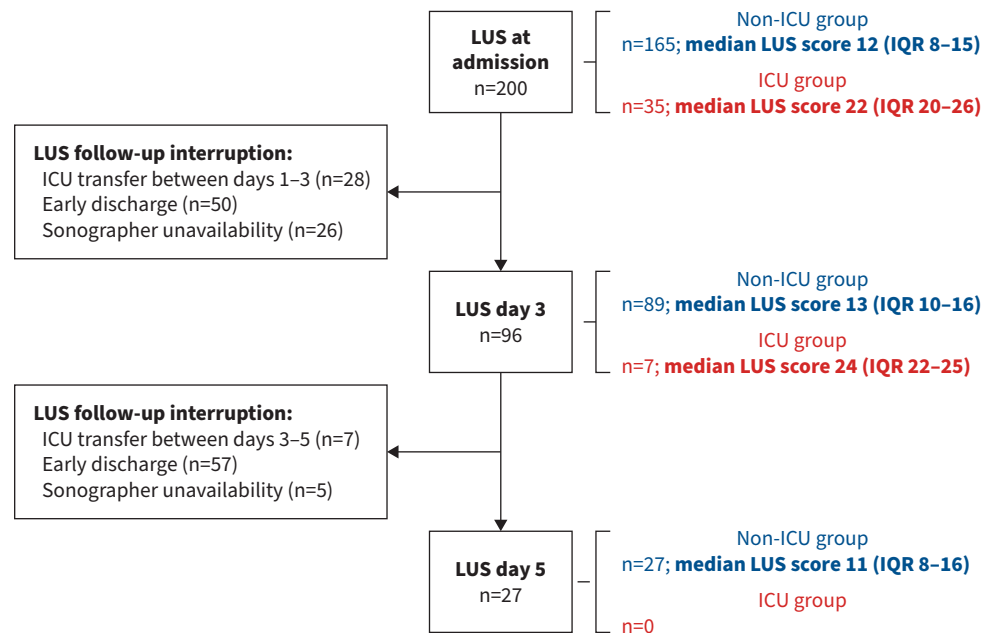 LUS at
admission
n=200
Non-ICU group
n=165; median LUS score 12 (IQR 8–15)
ICU group
n=35; median LUS score 22 (IQR 20–26)
LUS follow-up interruption:
ICU transfer between days 1–3 (n=28)
Early discharge (n=50)
Sonographer unavailability (n=26)
LUS day 3
n=96
Non-ICU group
n=89; median LUS score 13 (IQR 10–16)
ICU group
n=7; median LUS score 24 (IQR 22–25)
LUS follow-up interruption:
ICU transfer between days 3–5 (n=7)
Early discharge (n=57)
Sonographer unavailability (n=5)
LUS day 5
n=27
Non-ICU group
n=27; median LUS score 11 (IQR 8–16)
ICU group
n=0